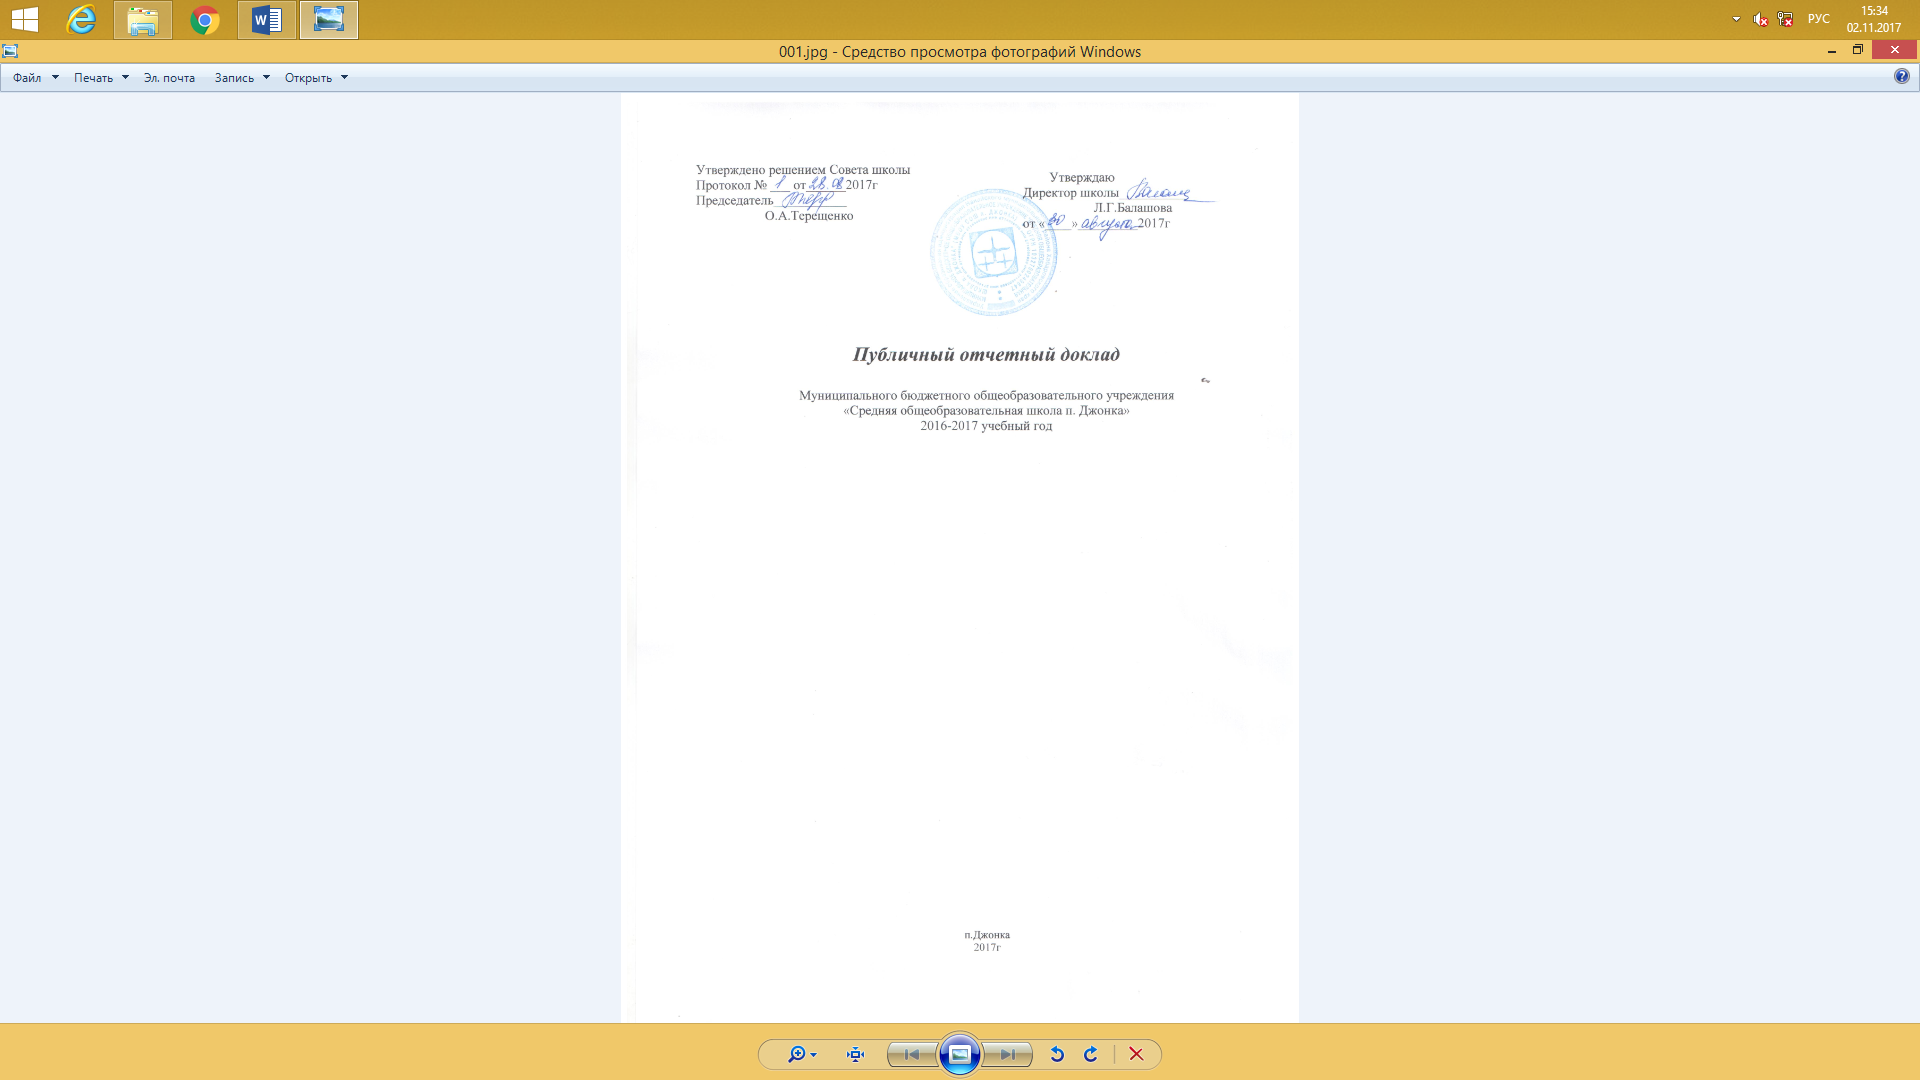 15:34
РУС
02.11.2017
001.jpg - Средство просмотра фотографий Windows
Файл Печать Эл. почта Запись Открыть
Утверждено решением Совета школы
Протокол № 1 от 28.08 2017г
Председатель
О.А.Терещенко
Утверждаю
Директор школы
Л.Г.Балашова
от «30» августа 2017г
Публичный отчетный доклад
Муниципального бюджетного общеобразовательного учреждения
«Средняя общеобразовательная школа п. Джонка»
2016-2017 учебный год
п.Джонка
2017г